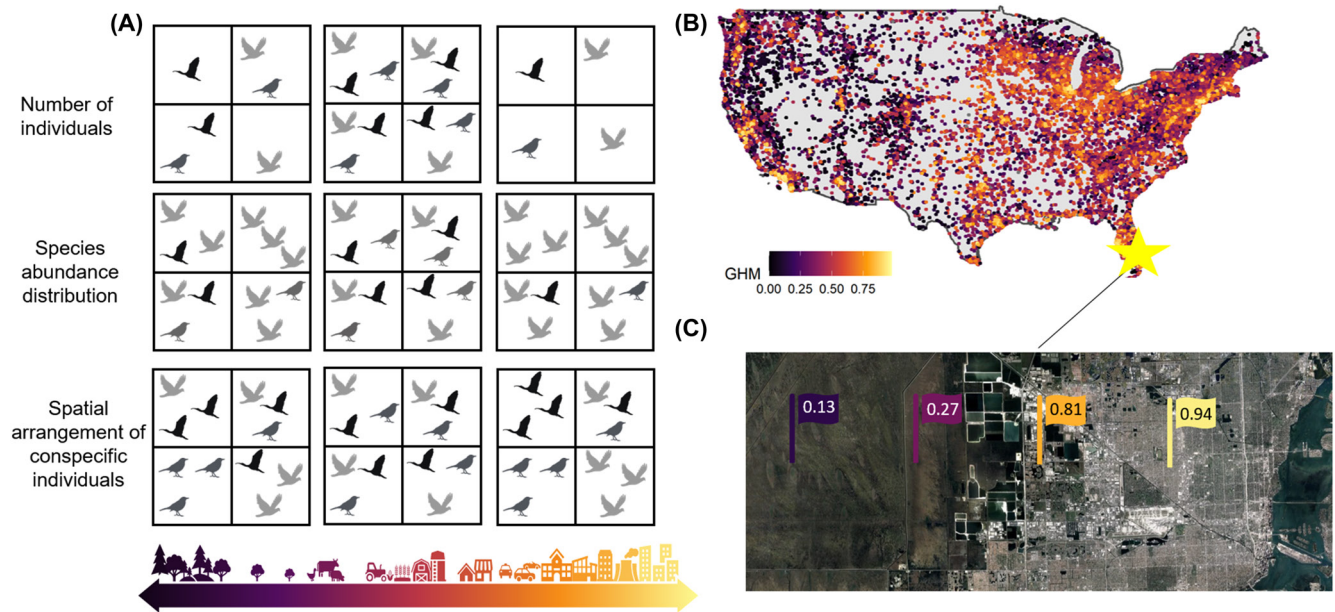 (A)
Number of
individuals
Species
abundance
distribution
Spatial
arrangement of
conspecific
individuals
(B)
GHM
0.00 0.25 0.50 0.75
(C)
0.13
0.27
0.81
0.94